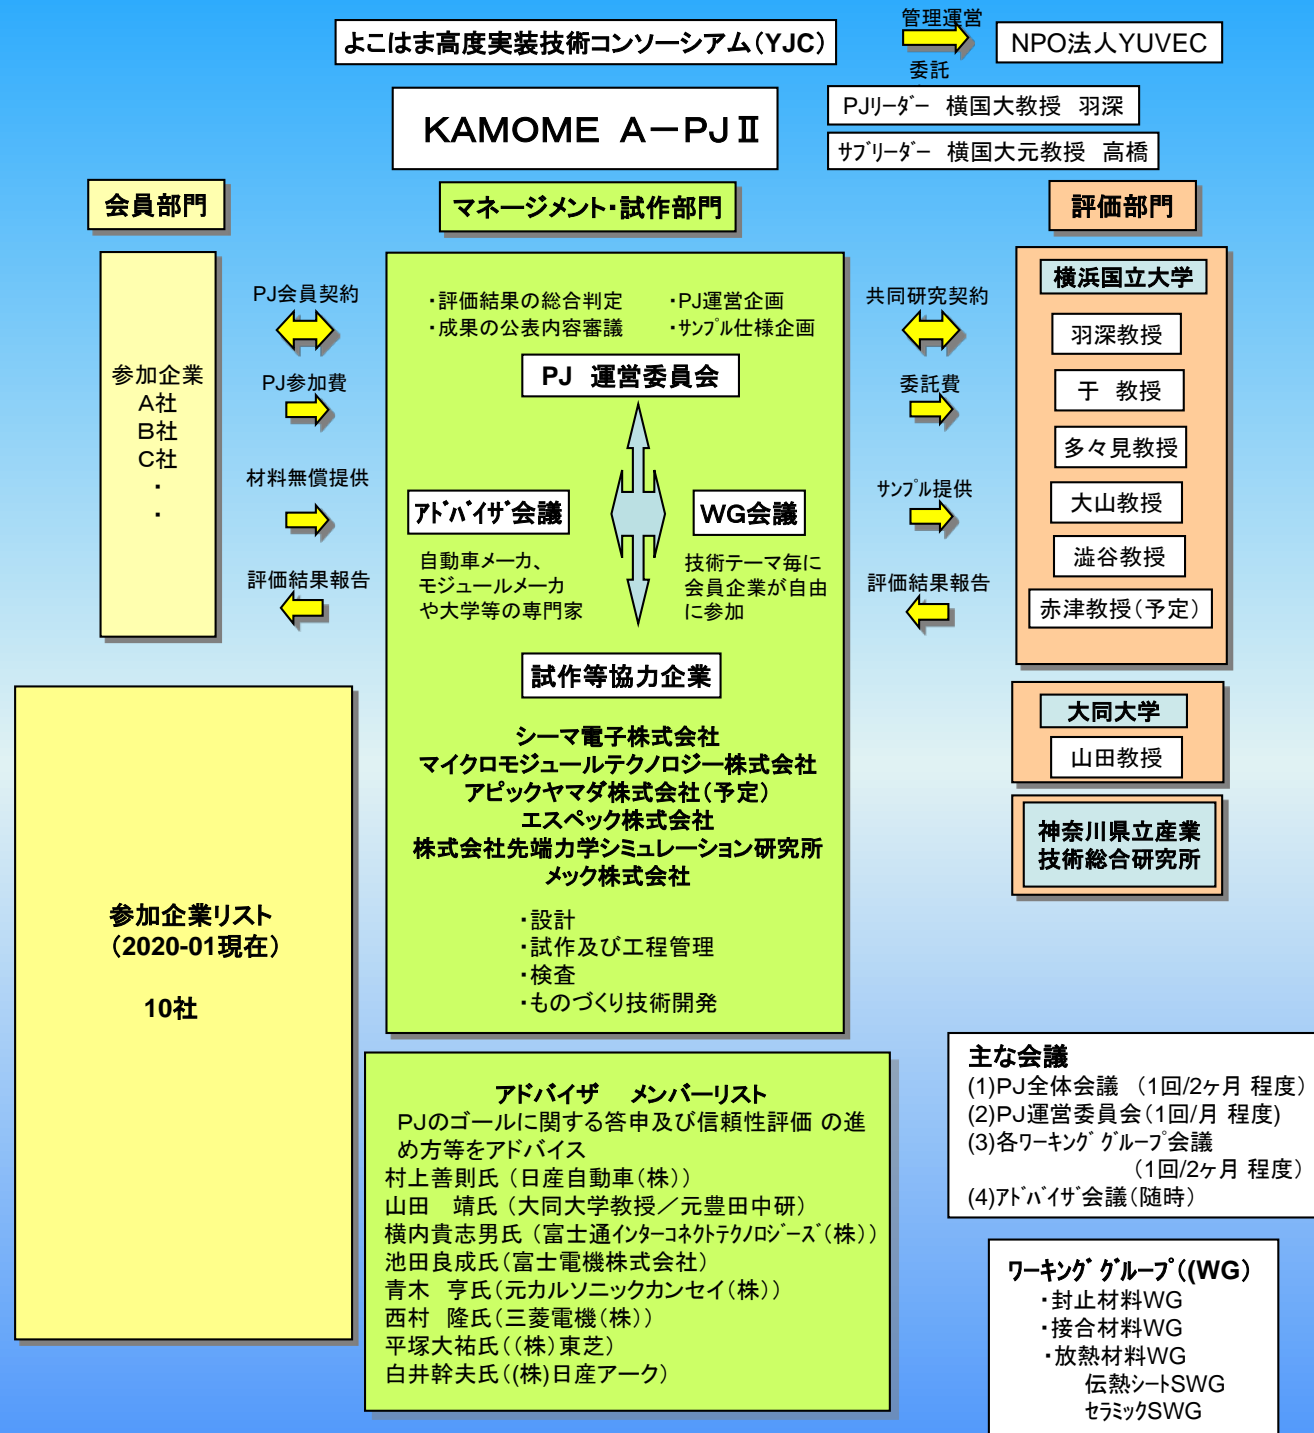 よこはま高度実装技術コンソーシアム（YJC）
管理運営
委託
NPO法人YUVEC
KAMOME A－PJⅡ
PJﾘｰﾀﾞｰ 横国大教授 羽深
ｻﾌﾞﾘｰﾀﾞｰ 横国大元教授 高橋
会員部門
マネージメント・試作部門
評価部門
参加企業
A社
B社
C社
・
・
PJ会員契約
PJ参加費
材料無償提供
評価結果報告
・評価結果の総合判定
・成果の公表内容審議
・PJ運営企画
・ｻﾝﾌﾟﾙ仕様企画
PJ 運営委員会
ｱﾄﾞﾊﾞｲｻﾞ会議
自動車メーカ、
モジュールメーカ
や大学等の専門家
WG会議
技術テーマ毎に
会員企業が自由
に参加
試作等協力企業
シーマ電子株式会社
マイクロモジュールテクノロジー株式会社
アピックヤマダ株式会社（予定）
エスペック株式会社
株式会社先端力学シミュレーション研究所
メック株式会社
・設計
・試作及び工程管理
・検査
・ものづくり技術開発
共同研究契約
委託費
ｻﾝﾌﾟﾙ提供
評価結果報告
横浜国立大学
羽深教授
于 教授
多々見教授
大山教授
澁谷教授
赤津教授（予定）
大同大学
山田教授
神奈川県立産業
技術総合研究所
参加企業リスト
（2020-01現在）
10社
アドバイザ メンバーリスト
PJのゴールに関する答申及び信頼性評価 の進
め方等をアドバイス
村上善則氏（日産自動車（株））
山田 靖氏（大同大学教授／元豊田中研）
横内貴志男氏（富士通ｲﾝﾀｰｺﾈｸﾄﾃｸﾉﾛｼﾞｰｽﾞ（株））
池田良成氏（富士電機株式会社）
青木 亨氏（元カルソニックカンセイ（株））
西村 隆氏（三菱電機（株））
平塚大祐氏（（株）東芝）
白井幹夫氏（(株)日産アーク）
主な会議
(1)PJ全体会議 （1回/2ヶ月 程度）
(2)PJ運営委員会（1回/月 程度)
(3)各ﾜｰｷﾝｸﾞｸﾞﾙｰﾌﾟ会議
（1回/2ヶ月 程度）
(4)ｱﾄﾞﾊﾞｲｻﾞ会議（随時）
ﾜｰｷﾝｸﾞｸﾞﾙｰﾌﾟ（(WG）
・封止材料WG
・接合材料WG
・放熱材料WG
伝熱ｼｰﾄSWG
ｾﾗﾐｯｸSWG